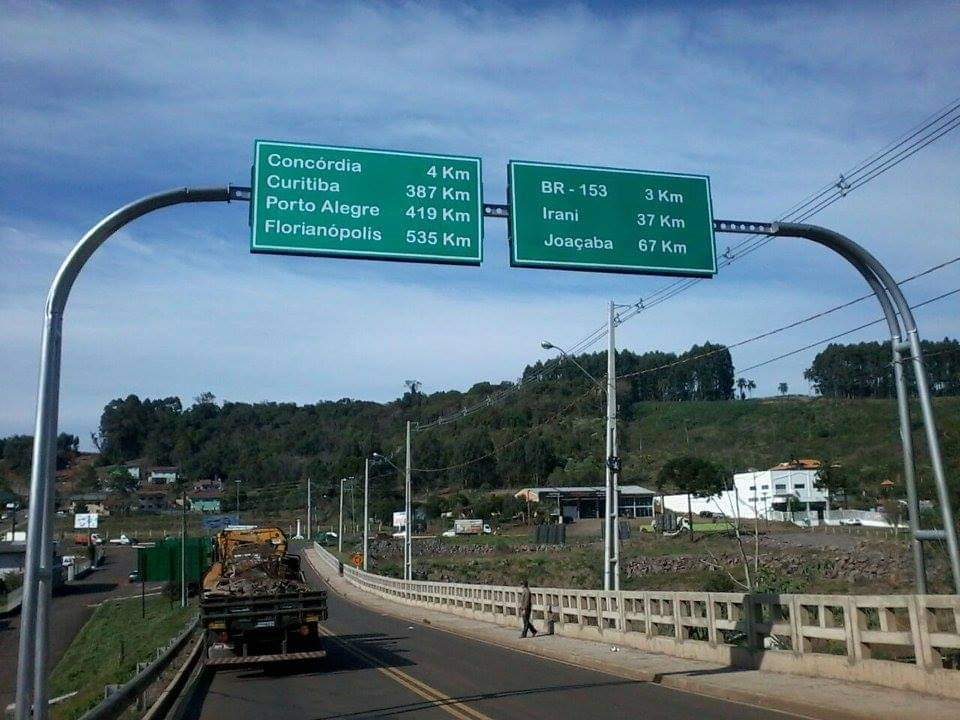 Concórdia 4 Km
Curitiba 387 Km
Porto Alegre 419 Km
Florianópolis 535 Km
BR - 153 3 Km
Irani 37 Km
Joaçaba 67 Km